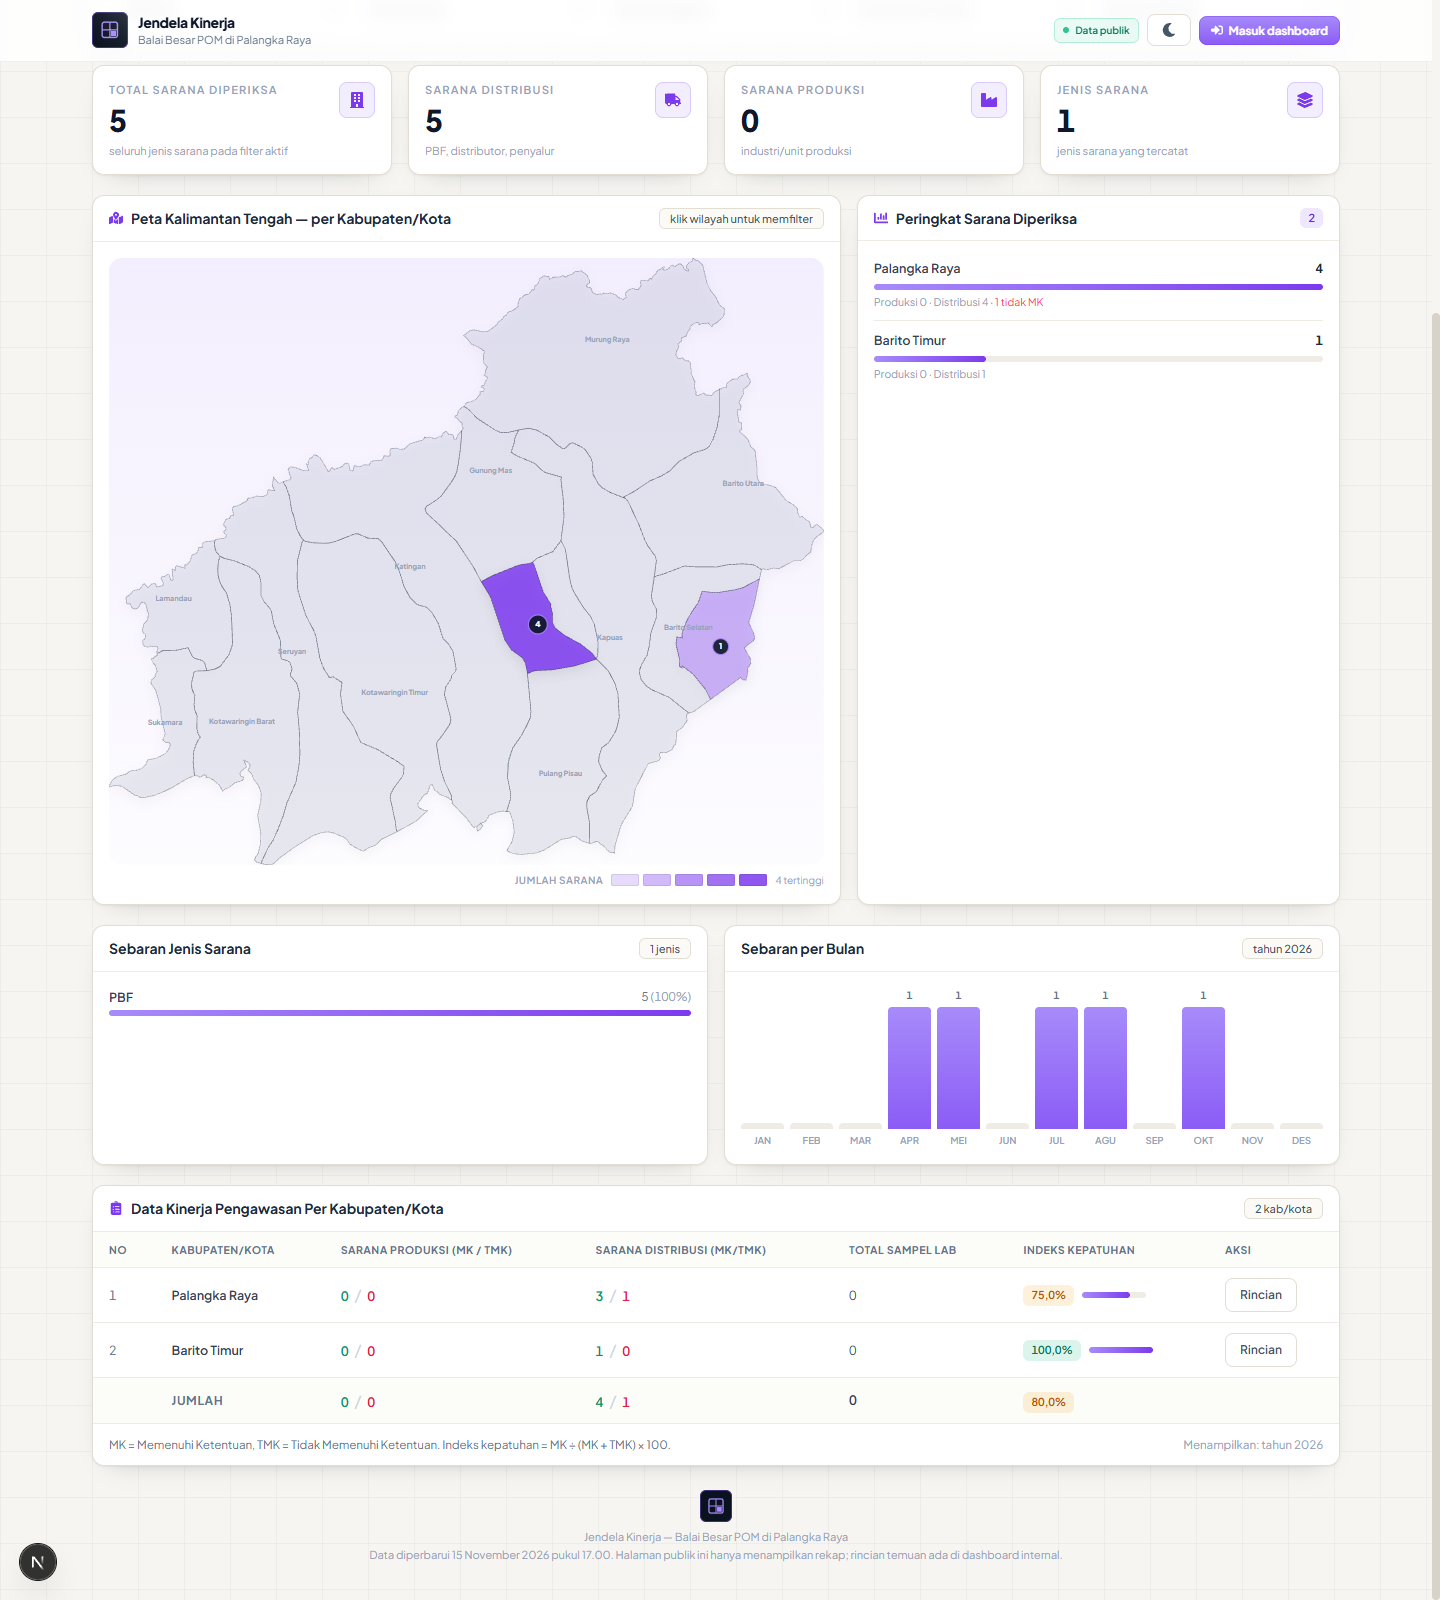 Jendela Kinerja
Balai Besar POM di Palangka Raya
Data publik
Masuk dashboard
TOTAL SARANA DIPERIKSA
5
seluruh jenis sarana pada filter aktif
SARANA DISTRIBUSI
5
PBF, distributor, penyalur
SARANA PRODUKSI
0
industri/unit produksi
JENIS SARANA
1
jenis sarana yang tercatat
Peta Kalimantan Tengah — per Kabupaten/Kota
klik wilayah untuk memfilter
Murung Raya
Gunung Mas
Barito Utara
Katingan
Lamandau
4
Barito Selatan
Kapuas
1
Seruyan
Kotawaringin Timur
Sukamara
Kotawaringin Barat
Pulang Pisau
JUMLAH SARANA
4 tertinggi
Peringkat Sarana Diperiksa
2
Palangka Raya 4
Produksi 0 · Distribusi 4 · 1 tidak MK
Barito Timur 1
Produksi 0 · Distribusi 1
Sebaran Jenis Sarana
1 jenis
PBF 5 (100%)
Sebaran per Bulan
tahun 2026
1 1 1 1 1
JAN FEB MAR APR MEI JUN JUL AGU SEP OKT NOV DES
Data Kinerja Pengawasan Per Kabupaten/Kota
2 kab/kota
NO KABUPATEN/KOTA SARANA PRODUKSI (MK / TMK) SARANA DISTRIBUSI (MK/TMK) TOTAL SAMPEL LAB INDEKS KEPATUHAN AKSI
1 Palangka Raya 0 / 0 3 / 1 0 75,0% Rincian
2 Barito Timur 0 / 0 1 / 0 0 100,0% Rincian
JUMLAH 0 / 0 4 / 1 0 80,0%
MK = Memenuhi Ketentuan, TMK = Tidak Memenuhi Ketentuan. Indeks kepatuhan = MK ÷ (MK + TMK) × 100.
Menampilkan: tahun 2026
Jendela Kinerja — Balai Besar POM di Palangka Raya
Data diperbarui 15 November 2026 pukul 17.00. Halaman publik ini hanya menampilkan rekap; rincian temuan ada di dashboard internal.
N